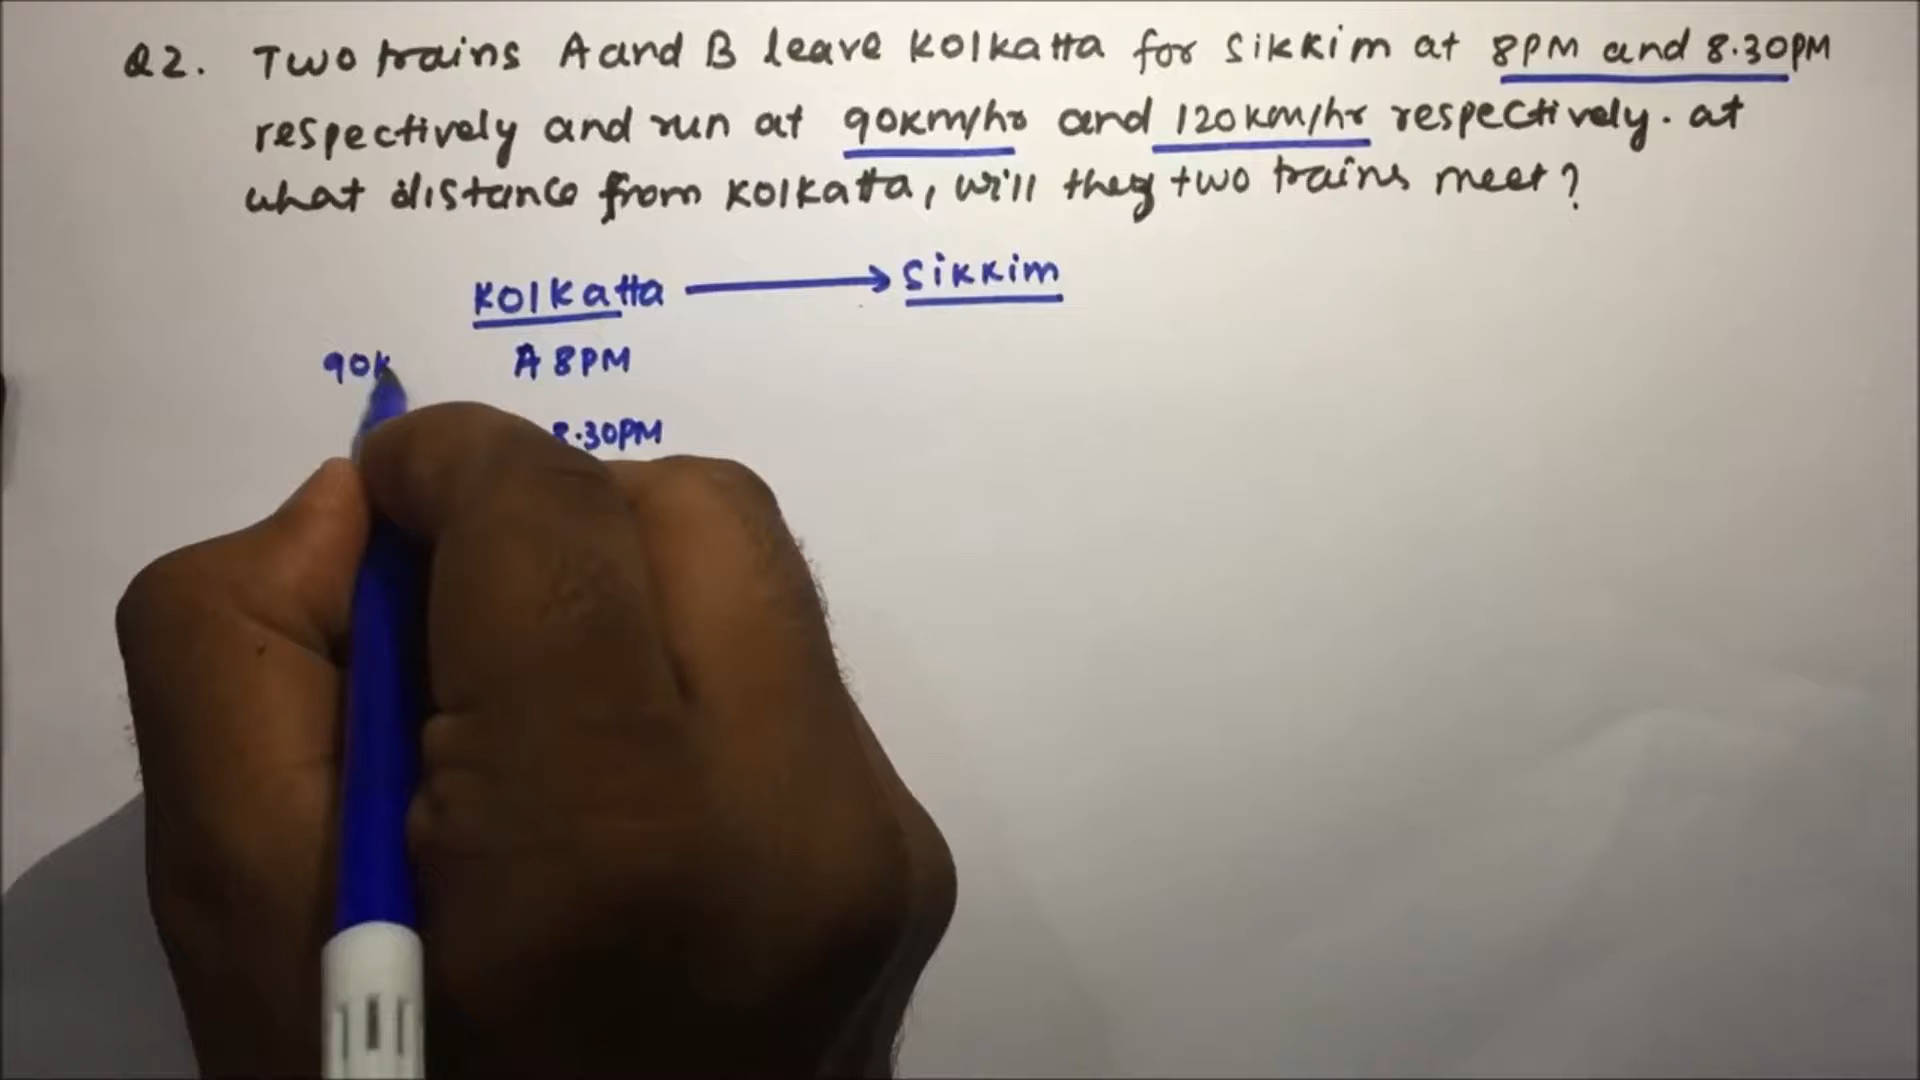 Q2. Two trains A and B leave Kolkatta for Sikkim at 8PM and 8.30PM
respectively and run at 90km/hr and 120km/hr respectively. at
what distance from Kolkatta, will they two trains meet?
Kolkatta → Sikkim
90K A 8PM
8.30PM